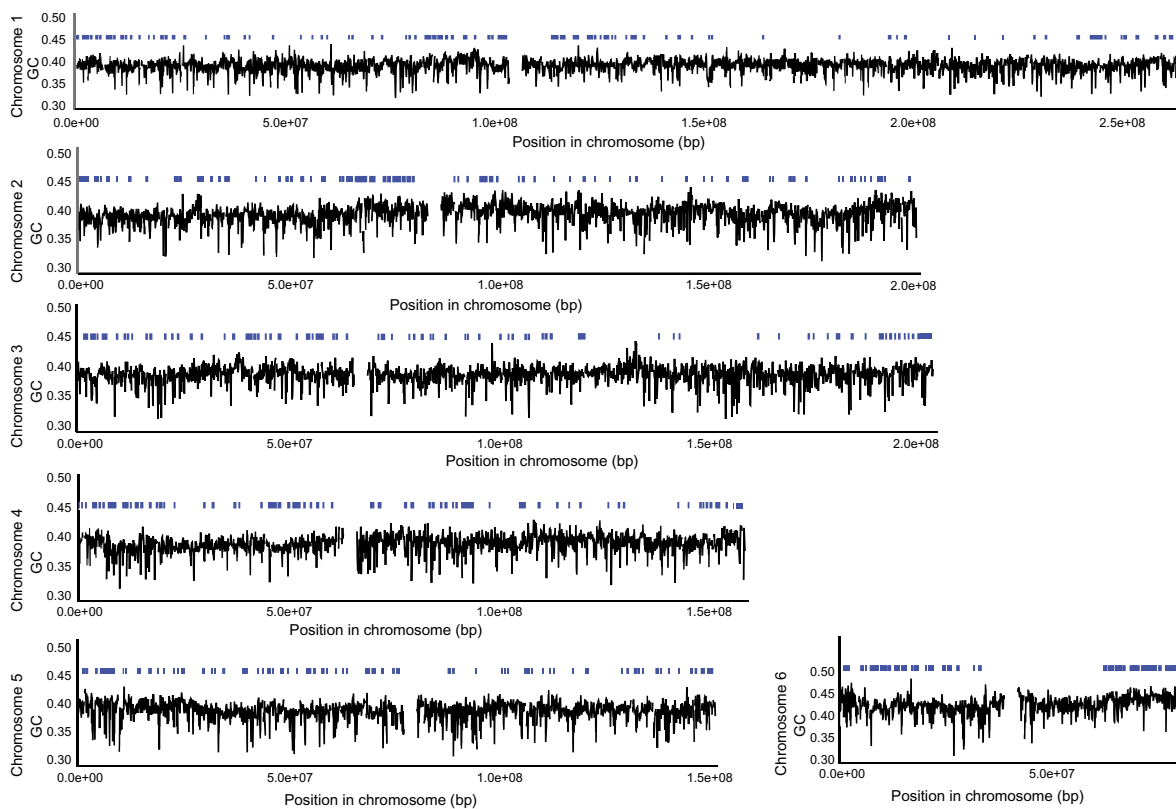 Chromosome 1
GC
0.50
0.45
0.40
0.35
0.30
0.0e+00 5.0e+07 1.0e+08 1.5e+08 2.0e+08 2.5e+08
Position in chromosome (bp)
Chromosome 2
GC
0.50
0.45
0.40
0.35
0.30
0.0e+00 5.0e+07 1.0e+08 1.5e+08 2.0e+08
Position in chromosome (bp)
Chromosome 3
GC
0.50
0.45
0.40
0.35
0.30
0.0e+00 5.0e+07 1.0e+08 1.5e+08 2.0e+08
Position in chromosome (bp)
Chromosome 4
GC
0.50
0.45
0.40
0.35
0.30
0.0e+00 5.0e+07 1.0e+08 1.5e+08
Position in chromosome (bp)
Chromosome 5
GC
0.50
0.45
0.40
0.35
0.30
0.0e+00 5.0e+07 1.0e+08 1.5e+08
Position in chromosome (bp)
Chromosome 6
GC
0.50
0.45
0.40
0.35
0.30
0.0e+00 5.0e+07
Position in chromosome (bp)